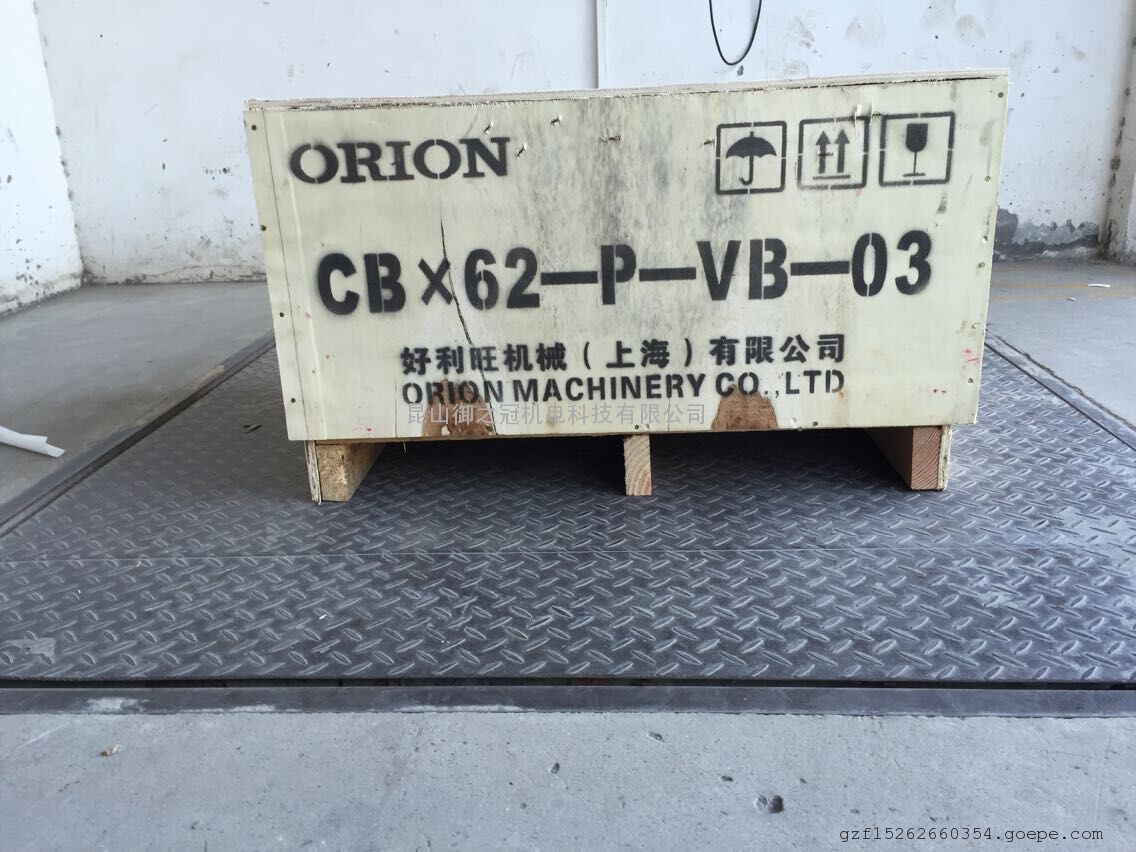 ORION
CB×62-P-VB-03
好利旺机械（上海）有限公司
ORION MACHINERY CO.,LTD
昆山御之冠机电科技有限公司
gzf15262660354.goepe.com